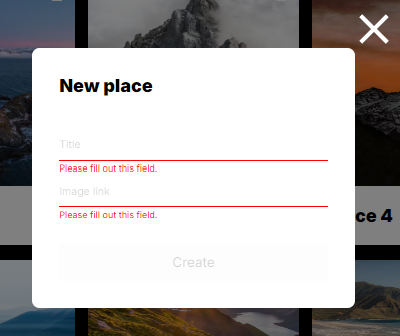 New place
Title
Please fill out this field.
Image link
Please fill out this field.
ce 4
Create